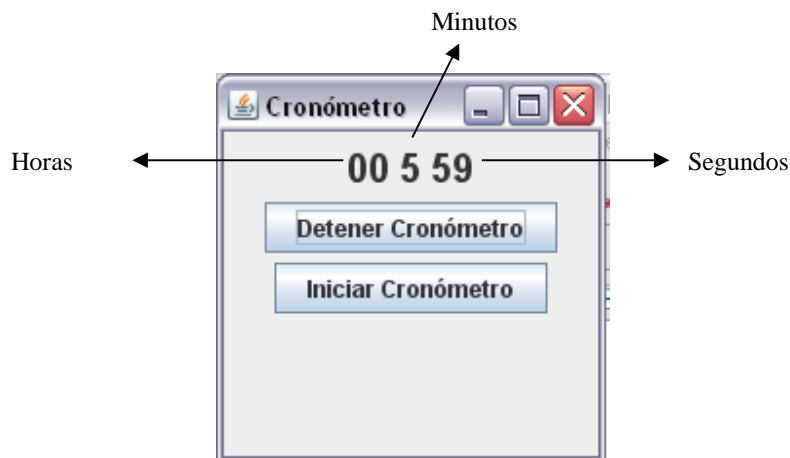 Minutos
Cronómetro
Horas
00 5 59
Segundos
Detener Cronómetro
Iniciar Cronómetro